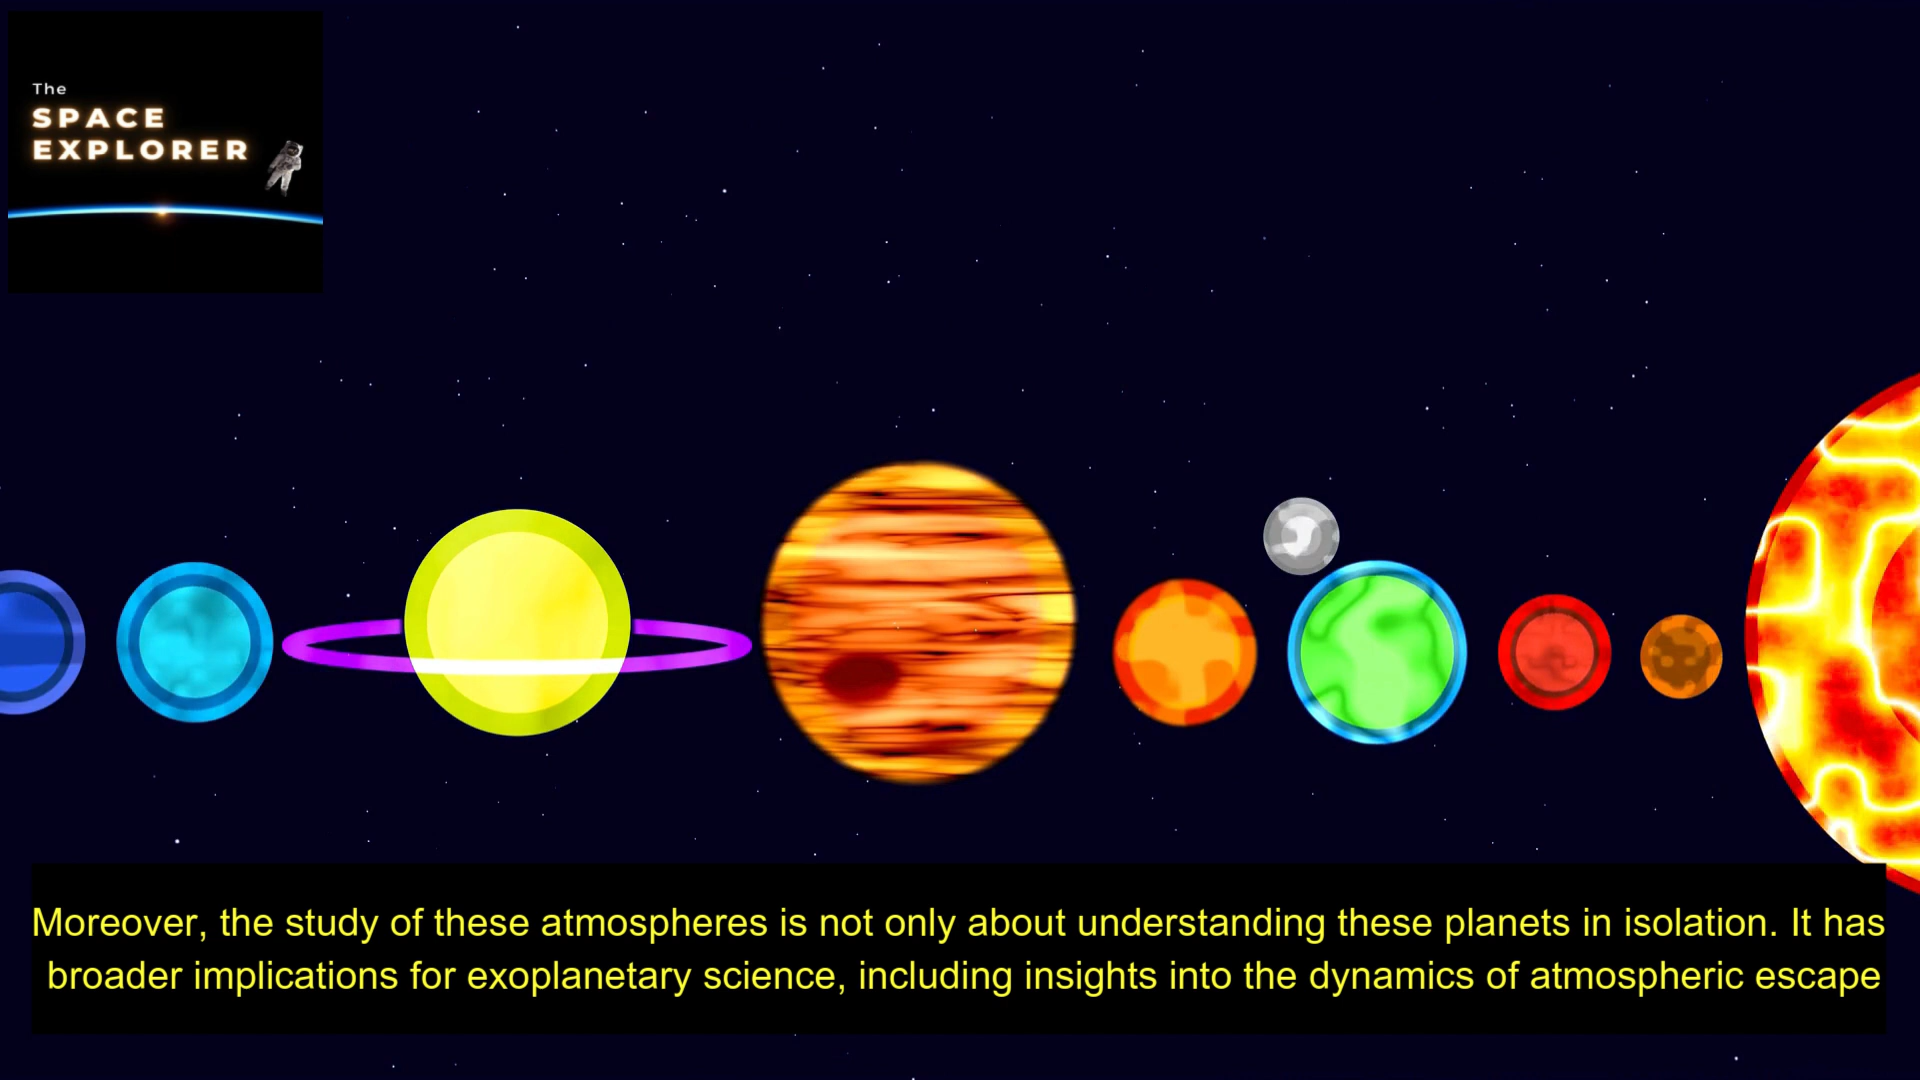 The
SPACE
EXPLORER
Moreover, the study of these atmospheres is not only about understanding these planets in isolation. It has
broader implications for exoplanetary science, including insights into the dynamics of atmospheric escape